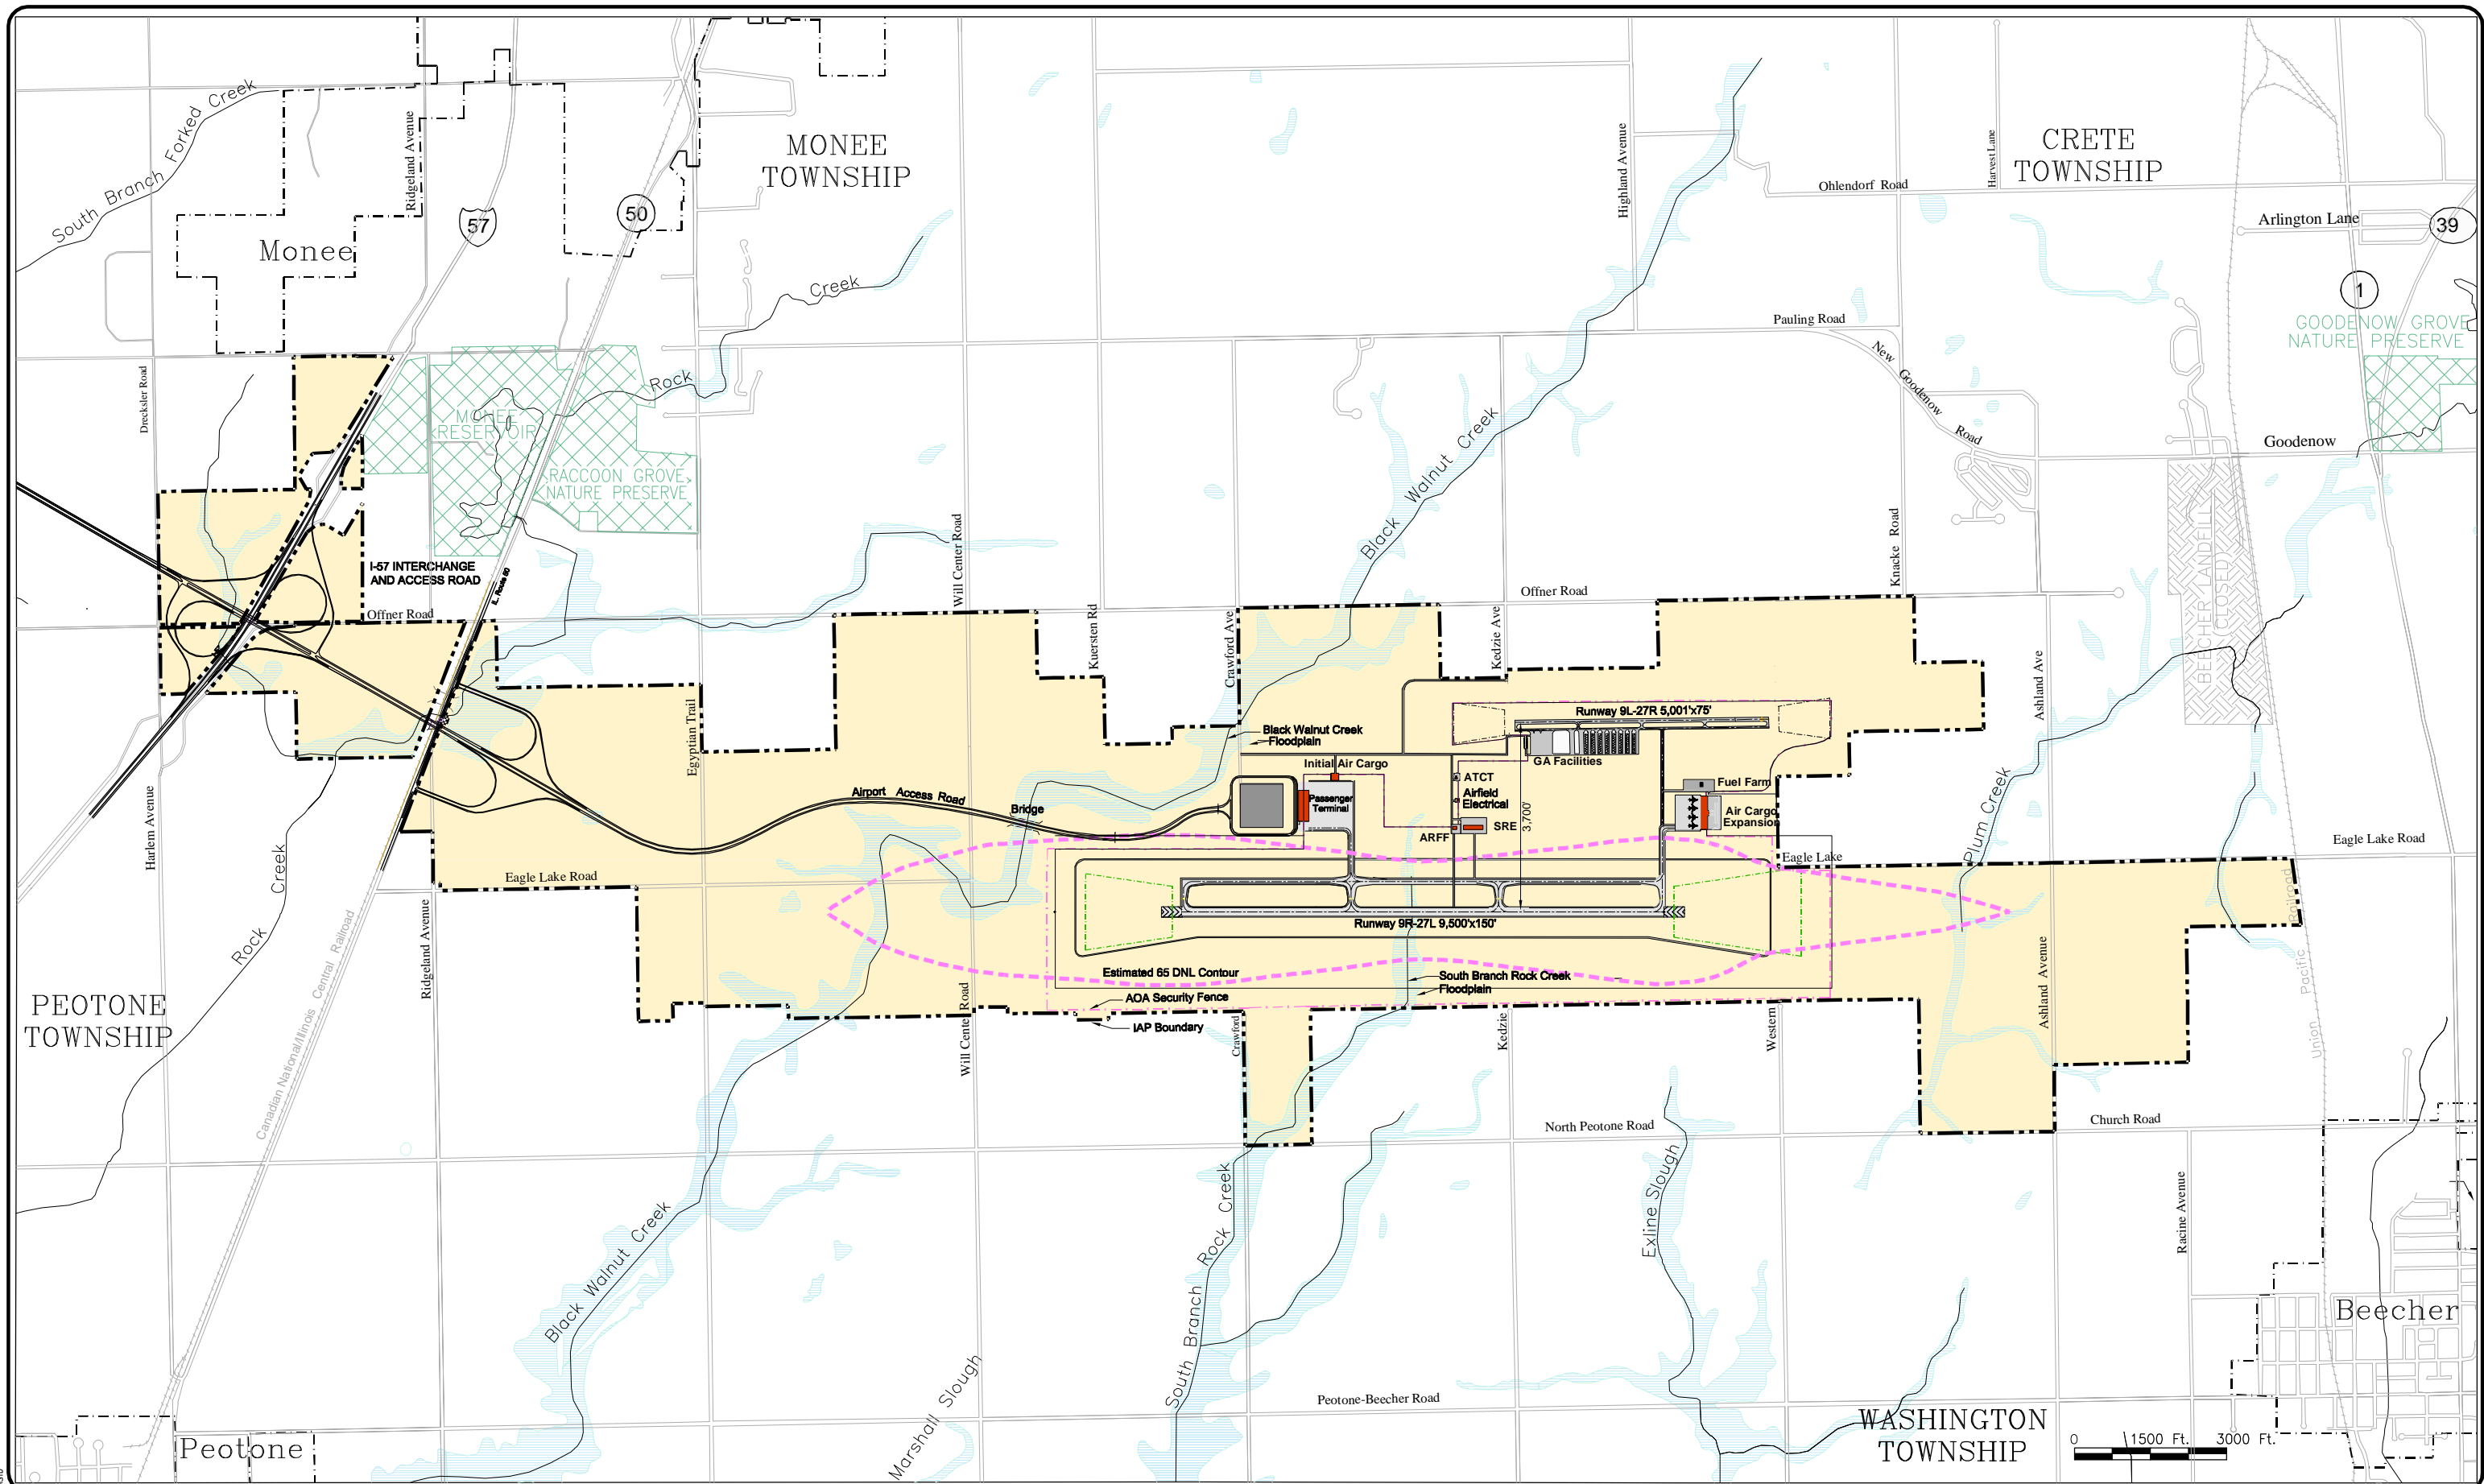 South Branch Forked Creek
Ridgeland Avenue
57
50
Monee
MONEE
TOWNSHIP
Creek
Highland Avenue
Harvest Lane
CRETE
TOWNSHIP
Ohlendorf Road
Arlington Lane
39
1
GOODENOW GROVE
NATURE PRESERVE
Pauling Road
New Goodenow Road
Goodenow
Drecksler Road
MONEE
RESERVOIR
Rock
RACCOON GROVE
NATURE PRESERVE
Black Walnut Creek
Will Center Road
Knacke Road
BEECHER LANDFILL
(CLOSED)
I-57 INTERCHANGE
AND ACCESS ROAD
IL. Route 50
Offner Road
Offner Road
Kuersten Rd
Crawford Ave
Kedzie Ave
Ashland Ave
Egyptian Trail
Black Walnut Creek
Floodplain
Runway 9L-27R 5,001'x75'
GA Facilities
Initial Air Cargo
ATCT
Airfield
Electrical
Passenger
Terminal
SRE
ARFF
3,700'
Fuel Farm
Air Cargo
Expansion
Plum Creek
Airport Access Road
Bridge
Harlem Avenue
Rock Creek
Eagle Lake Road
Eagle Lake
Eagle Lake Road
Runway 9R-27L 9,500'x150'
Estimated 65 DNL Contour
South Branch Rock Creek
Floodplain
AOA Security Fence
IAP Boundary
Ridgeland Avenue
Will Center Road
Crawford
Kedzie
Western
Ashland Avenue
Union Pacific Railroad
Canadian National/Illinois Central Railroad
PEOTONE
TOWNSHIP
North Peotone Road
Church Road
Black Walnut Creek
South Branch Rock Creek
Exline Slough
Racine Avenue
Marshall Slough
Peotone-Beecher Road
Beecher
Peotone
WASHINGTON
TOWNSHIP
0 1500 Ft. 3000 Ft.